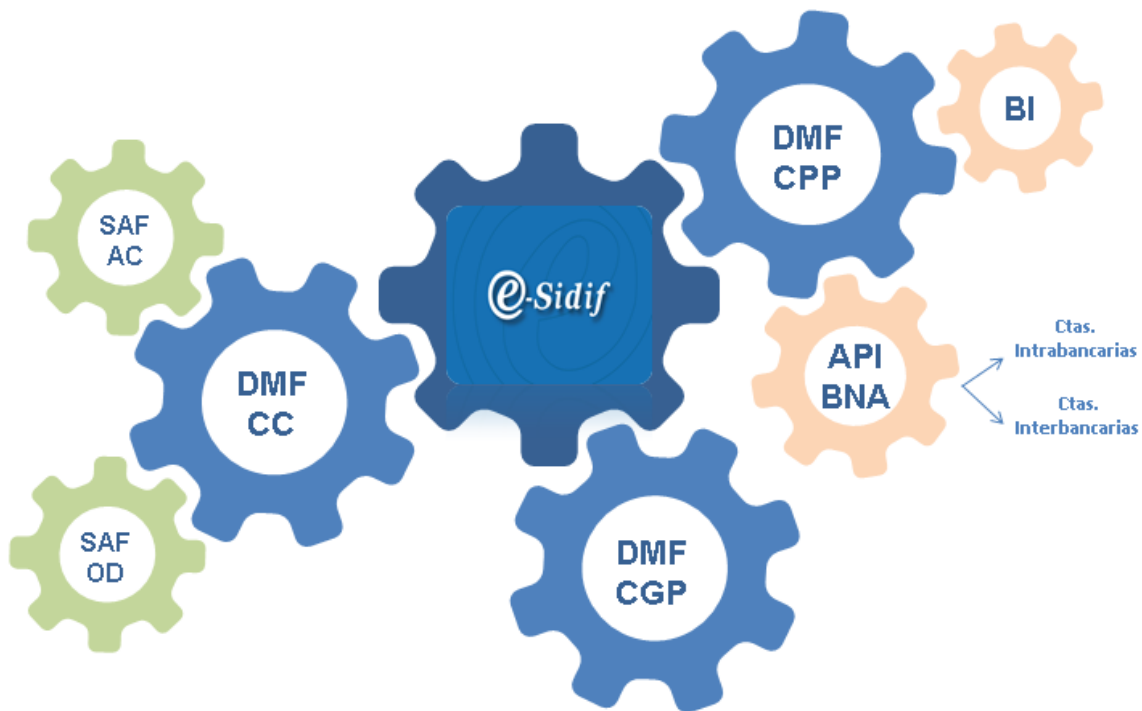 SAF
AC
DMF
CC
SAF
OD
e-Sidif
DMF
CPP
BI
API
BNA
Ctas.
Intrabancarias
Ctas.
Interbancarias
DMF
CGP